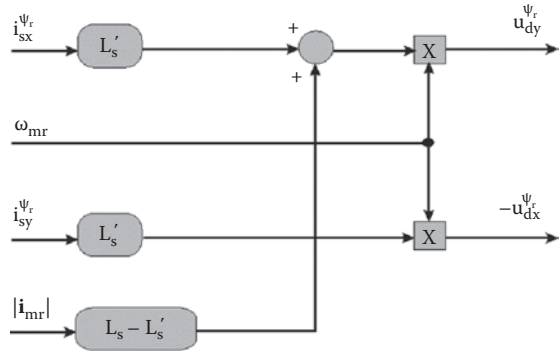 i_sx^ψr L_s′ + X u_dy^ψr
+
ω_mr
i_sy^ψr L_s′ X −u_dx^ψr
|i_mr| L_s – L_s′